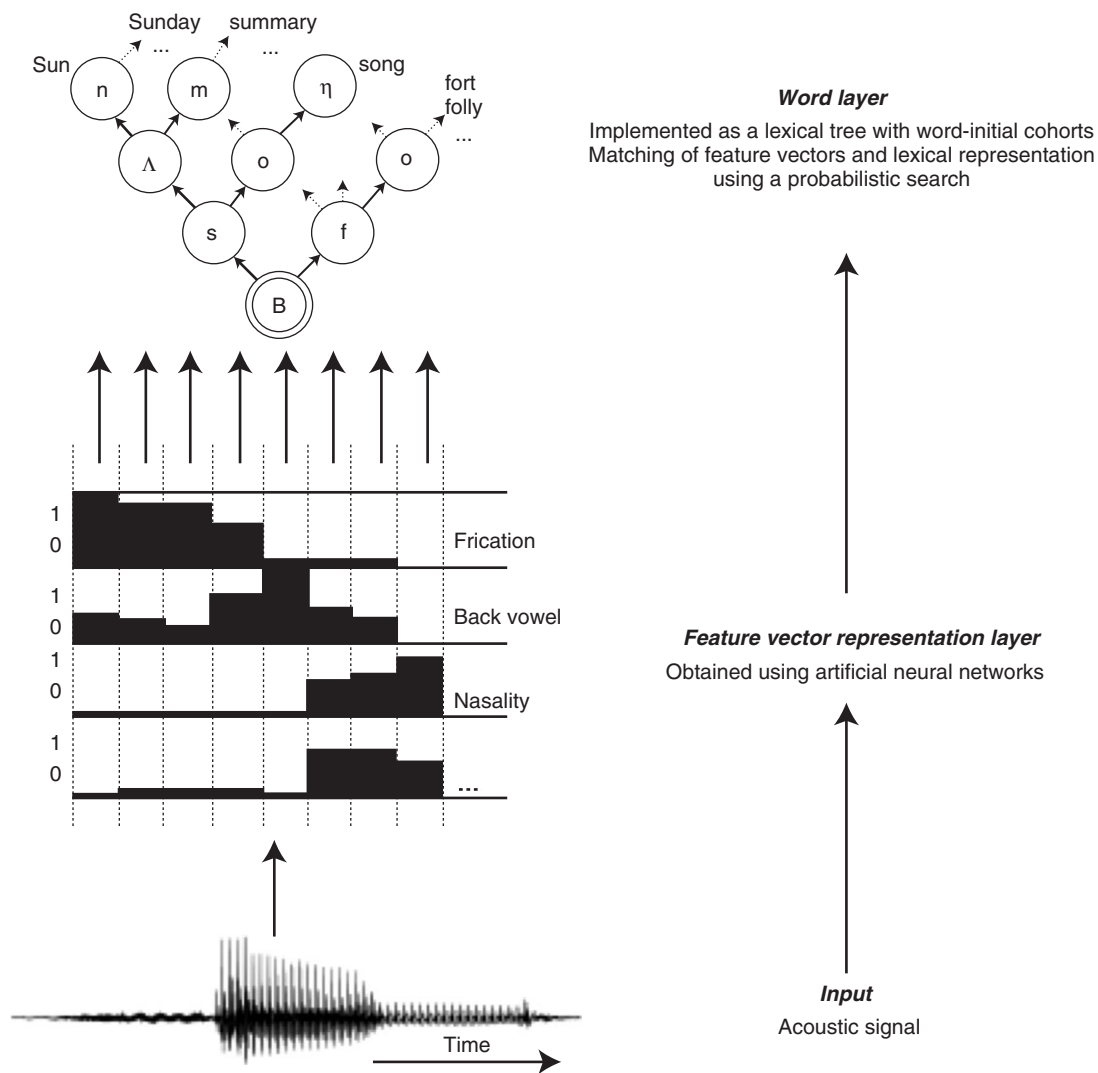 Sunday
...
summary
...
Sun
n
m
η
song
fort
folly
...
Λ
o
o
s
f
B
Word layer
Implemented as a lexical tree with word-initial cohorts
Matching of feature vectors and lexical representation
using a probabilistic search
1
0
Frication
1
0
Back vowel
1
0
Nasality
1
0
...
Feature vector representation layer
Obtained using artificial neural networks
Input
Acoustic signal
Time